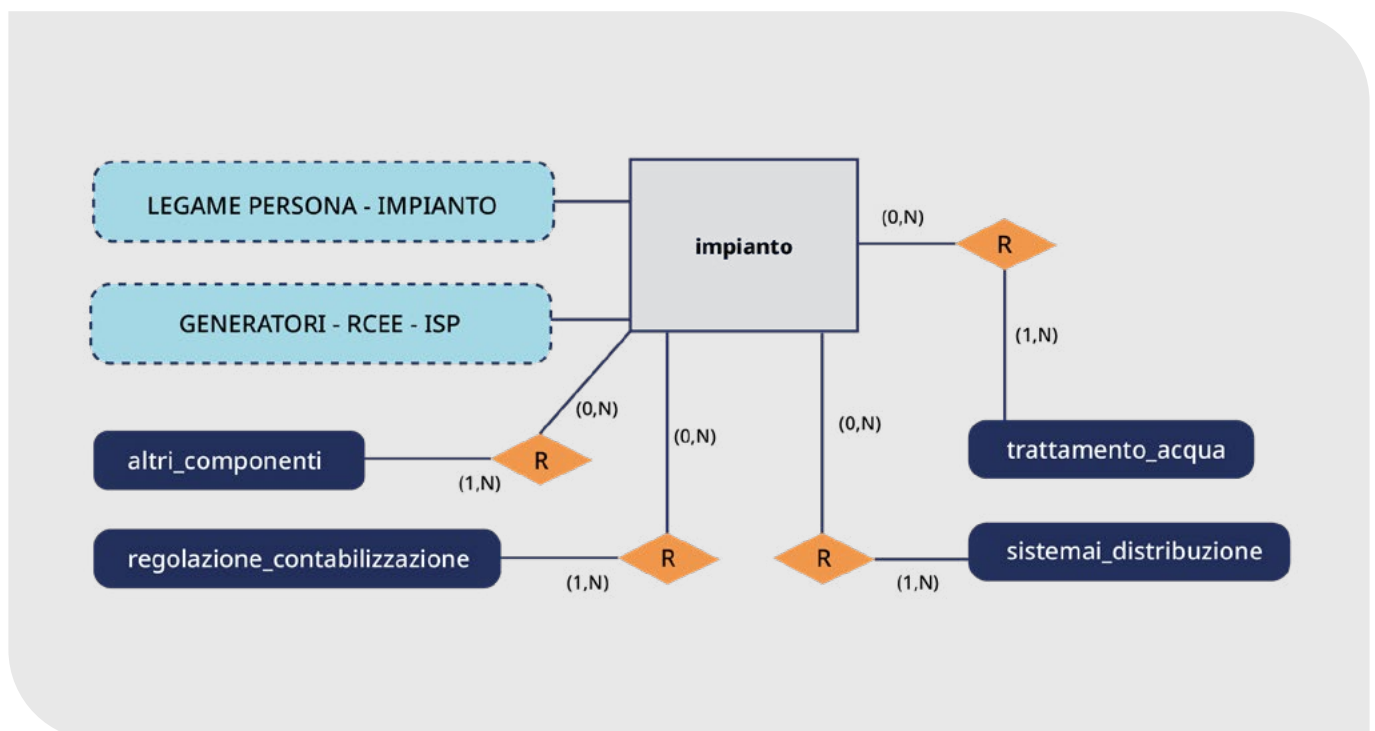 LEGAME PERSONA - IMPIANTO
impianto
(0,N)
R
GENERATORI - RCEE - ISP
(1,N)
(0,N)
(0,N)
(0,N)
altri_componenti
R
(1,N)
trattamento_acqua
regolazione_contabilizzazione
R
(1,N)
R
(1,N)
sistemai_distribuzione